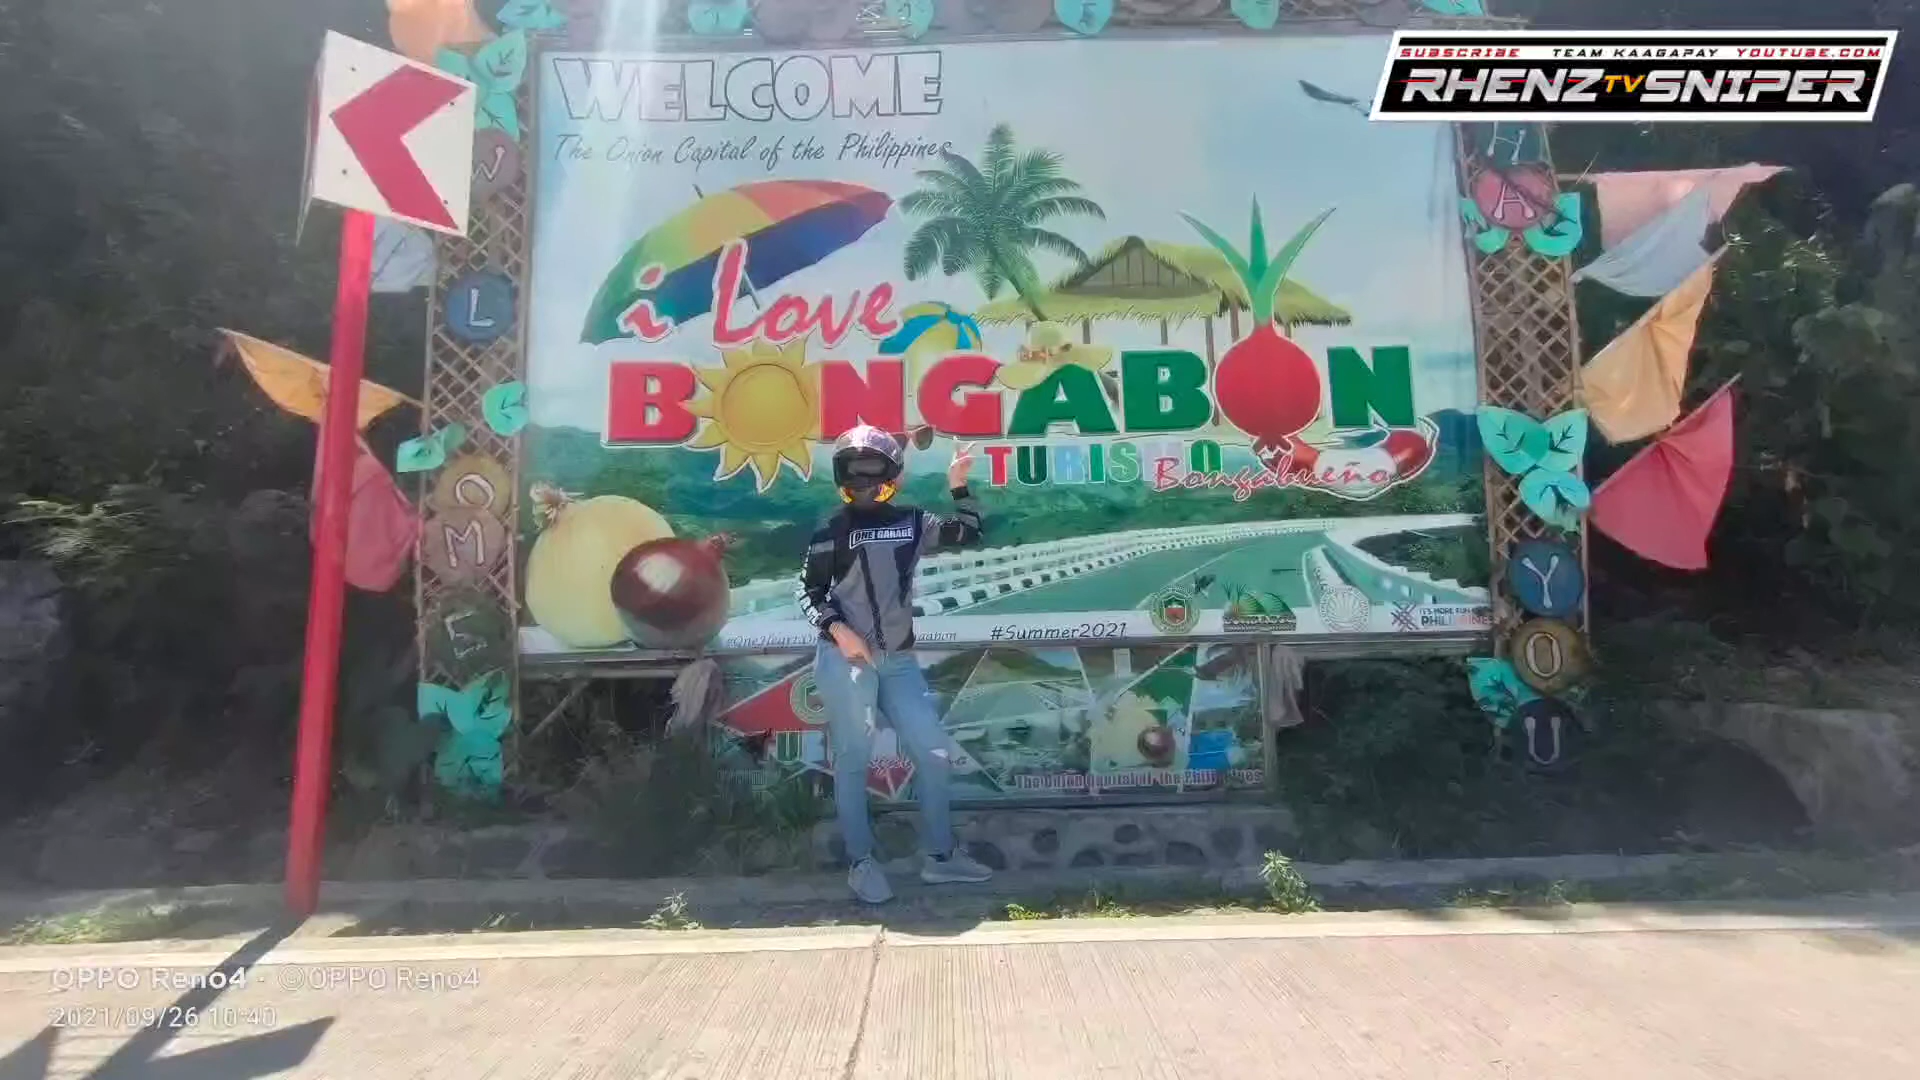 SUBSCRIBE TEAM KAAGAPAY YOUTUBE.COM
RHENZ TV SNIPER
WELCOME
The Onion Capital of the Philippines
i Love
BONGABON
TURISMO
Bongabueño
ONE GARAGE
#Summer2021
IT'S MORE FUN
PHILIPPINES
The Onion Capital of the Philippines
W
L
O
M
E
H
A
Y
O
U
OPPO Reno4 · ©OPPO Reno4
2021/09/26 10:40